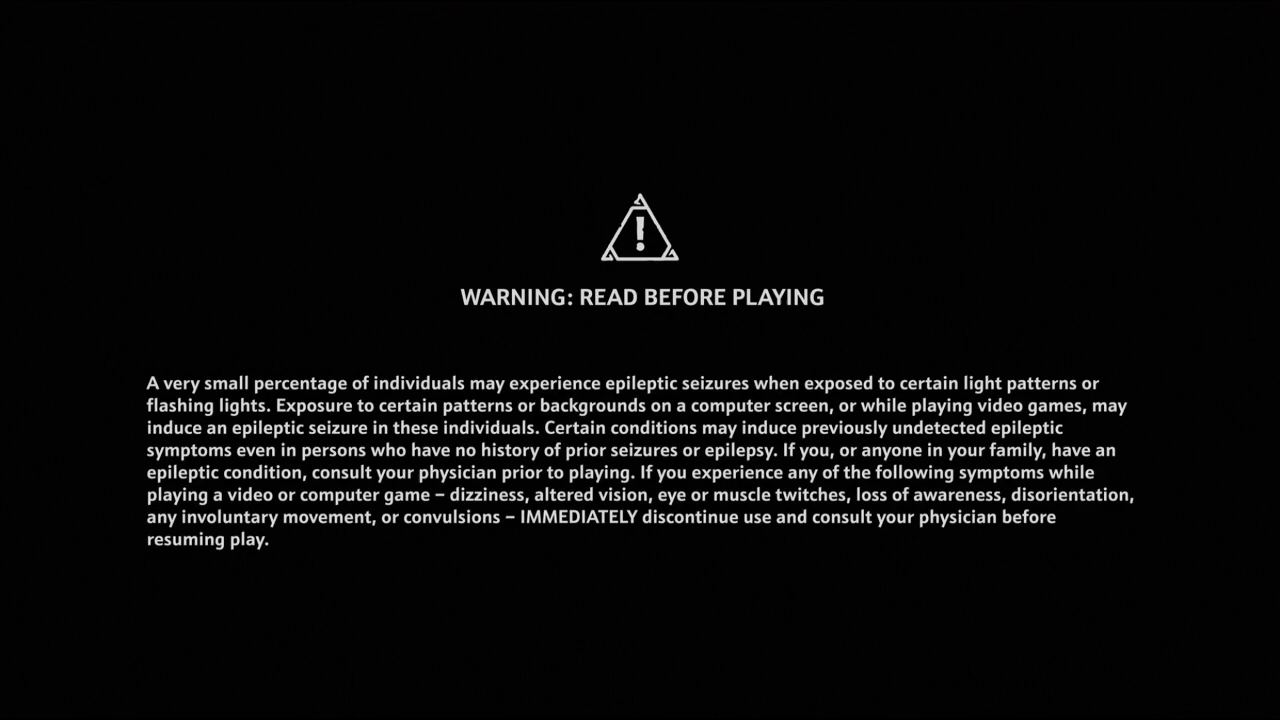 WARNING: READ BEFORE PLAYING
A very small percentage of individuals may experience epileptic seizures when exposed to certain light patterns or
flashing lights. Exposure to certain patterns or backgrounds on a computer screen, or while playing video games, may
induce an epileptic seizure in these individuals. Certain conditions may induce previously undetected epileptic
symptoms even in persons who have no history of prior seizures or epilepsy. If you, or anyone in your family, have an
epileptic condition, consult your physician prior to playing. If you experience any of the following symptoms while
playing a video or computer game – dizziness, altered vision, eye or muscle twitches, loss of awareness, disorientation,
any involuntary movement, or convulsions – IMMEDIATELY discontinue use and consult your physician before
resuming play.